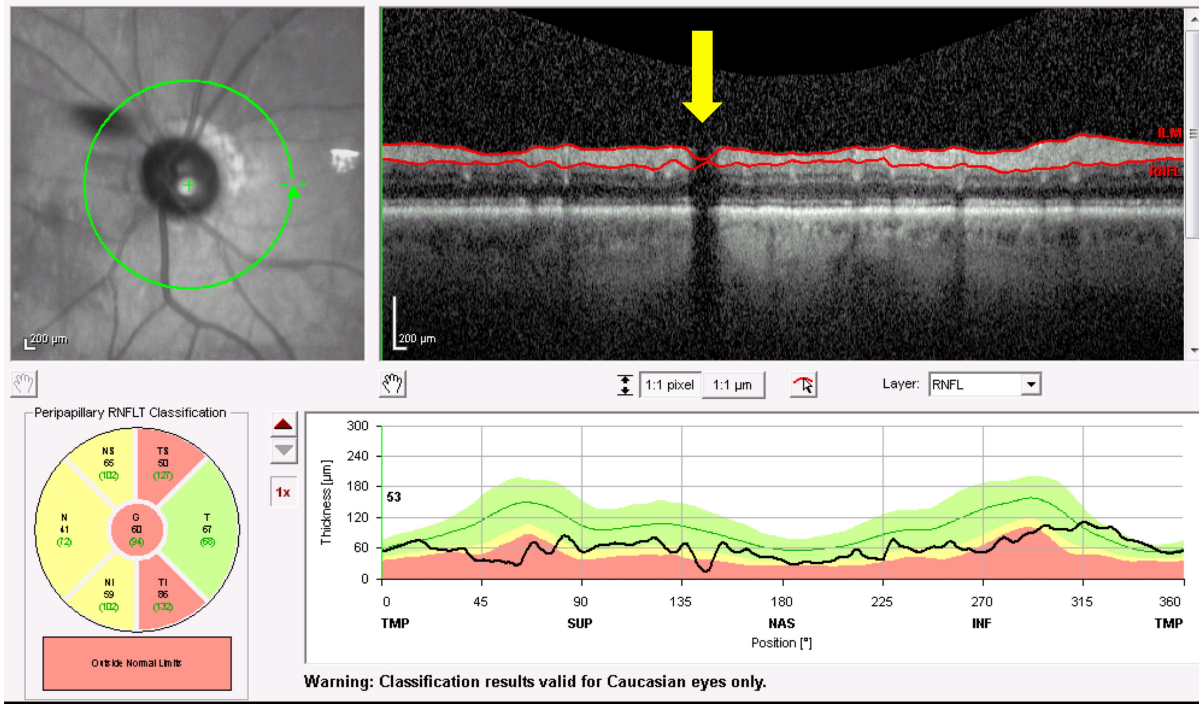 200 µm
ILM
RNFL
200 µm
1:1 pixel 1:1 µm Layer: RNFL
Peripapillary RNFLT Classification
NS
65
(102)
TS
50
(127)
N
41
(72)
G
60
(94)
T
67
(68)
NI
59
(102)
TI
86
(132)
Outside Normal Limits
1x
Thickness [µm]
300
240
180
120
60
0
53
0 45 90 135 180 225 270 315 360
TMP SUP NAS INF TMP
Position [°]
Warning: Classification results valid for Caucasian eyes only.